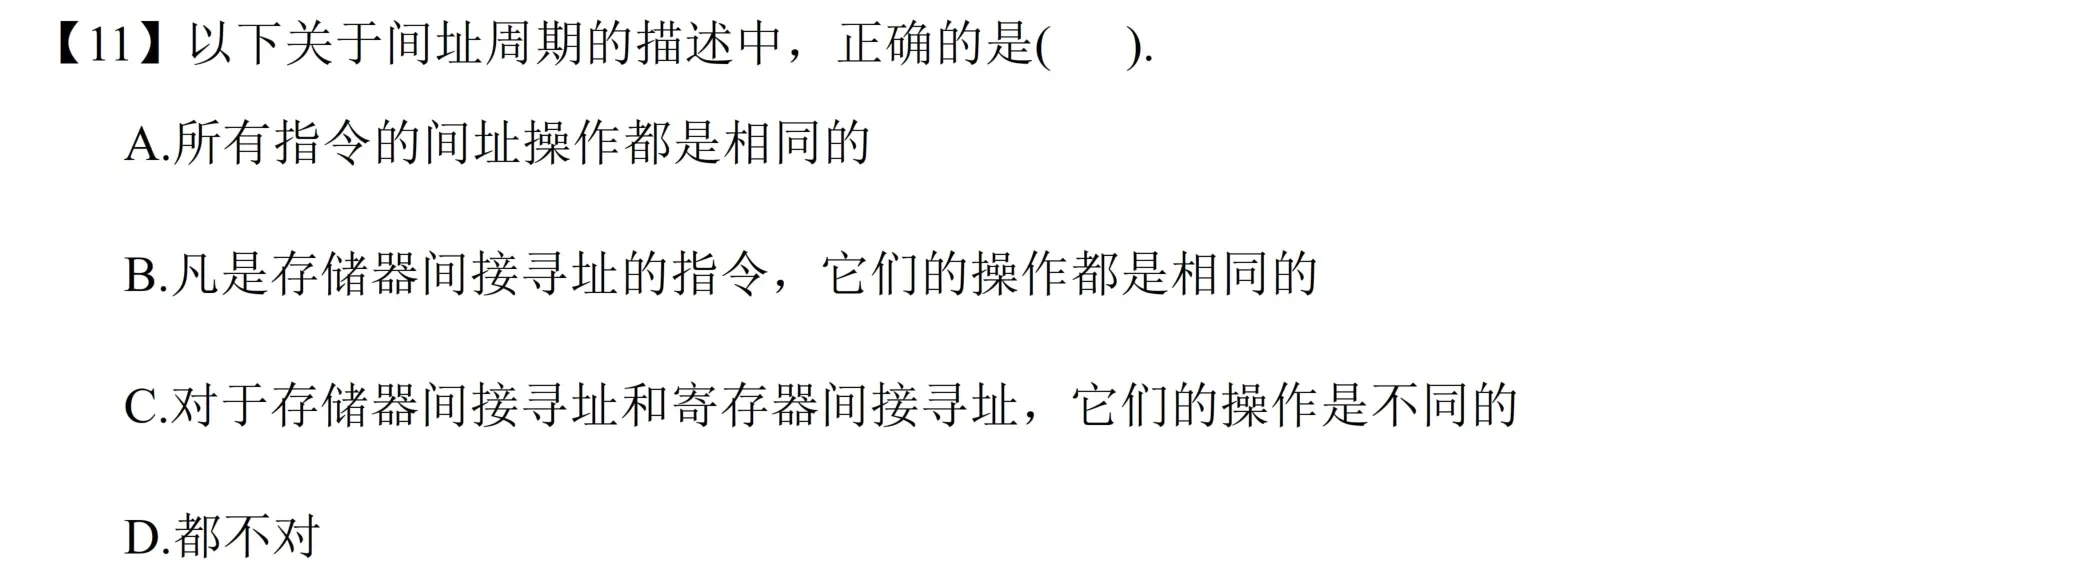 【11】以下关于间址周期的描述中，正确的是(    ).
A.所有指令的间址操作都是相同的
B.凡是存储器间接寻址的指令，它们的操作都是相同的
C.对于存储器间接寻址和寄存器间接寻址，它们的操作是不同的
D.都不对